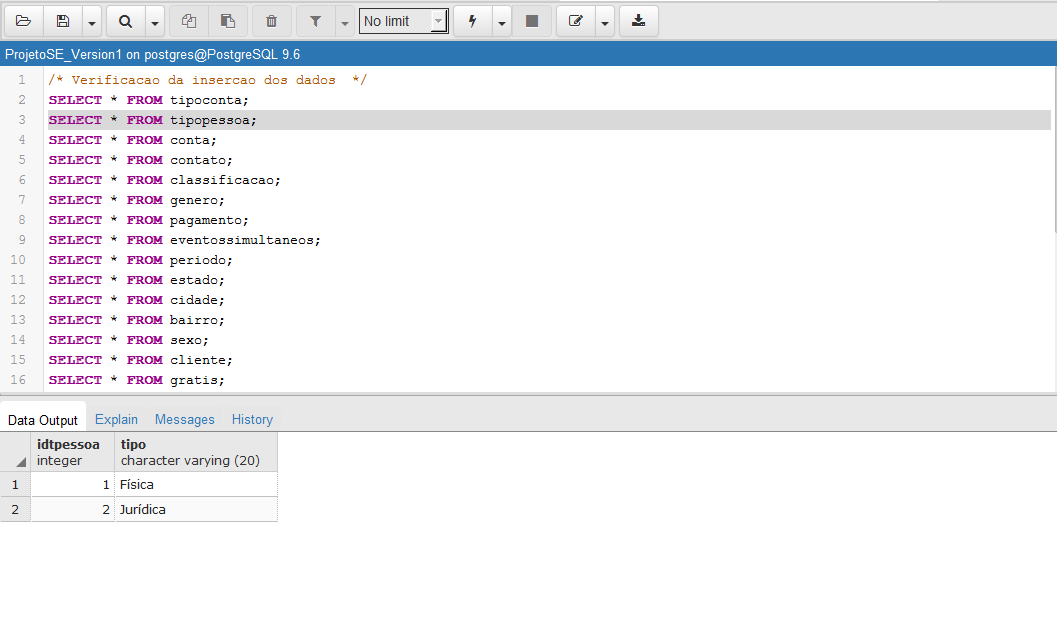 No limit
ProjetoSE_Version1 on postgres@PostgreSQL 9.6
1 /* Verificacao da insercao dos dados  */
2 SELECT * FROM tipoconta;
3 SELECT * FROM tipopessoa;
4 SELECT * FROM conta;
5 SELECT * FROM contato;
6 SELECT * FROM classificacao;
7 SELECT * FROM genero;
8 SELECT * FROM pagamento;
9 SELECT * FROM eventossimultaneos;
10 SELECT * FROM periodo;
11 SELECT * FROM estado;
12 SELECT * FROM cidade;
13 SELECT * FROM bairro;
14 SELECT * FROM sexo;
15 SELECT * FROM cliente;
16 SELECT * FROM gratis;
Data Output Explain Messages History
idtpessoa tipo
integer character varying (20)
1 1 Física
2 2 Jurídica